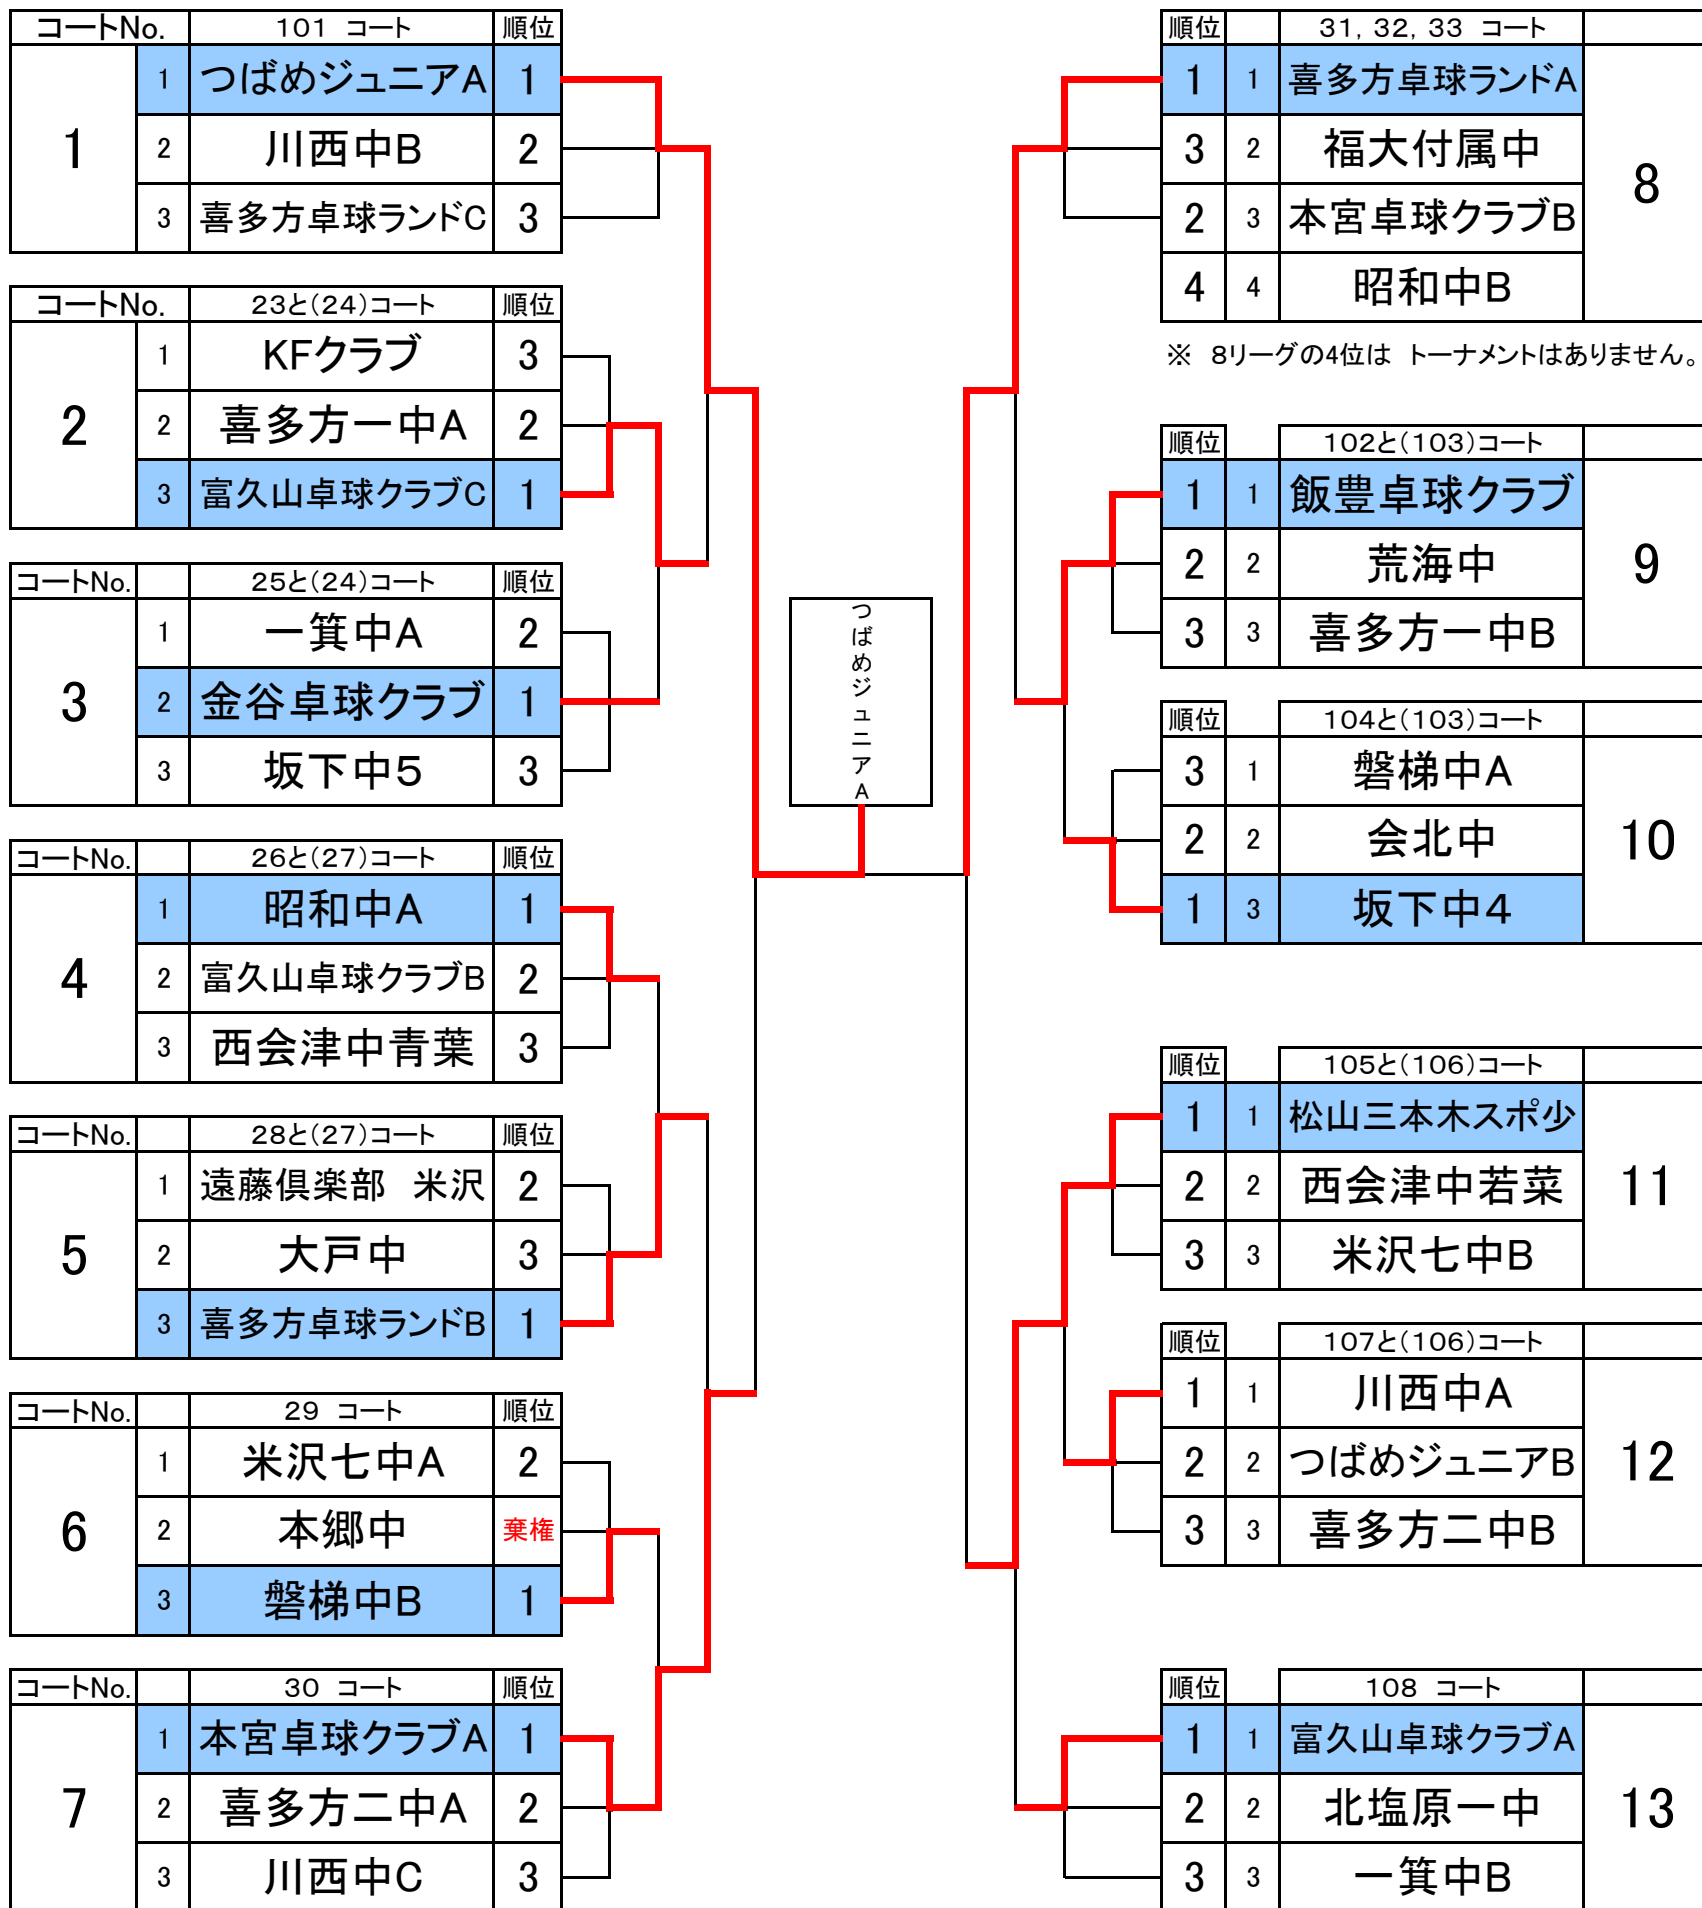 コートNo. 101 コート 順位
1 1 つばめジュニアA 1
2 川西中B 2
3 喜多方卓球ランドC 3
コートNo. 23と(24)コート 順位
2 1 KFクラブ 3
2 喜多方一中A 2
3 富久山卓球クラブC 1
コートNo. 25と(24)コート 順位
3 1 一箕中A 2
2 金谷卓球クラブ 1
3 坂下中5 3
コートNo. 26と(27)コート 順位
4 1 昭和中A 1
2 富久山卓球クラブB 2
3 西会津中青葉 3
コートNo. 28と(27)コート 順位
5 1 遠藤倶楽部 米沢 2
2 大戸中 3
3 喜多方卓球ランドB 1
コートNo. 29 コート 順位
6 1 米沢七中A 2
2 本郷中 棄権
3 磐梯中B 1
コートNo. 30 コート 順位
7 1 本宮卓球クラブA 1
2 喜多方二中A 2
3 川西中C 3
つばめジュニアA
順位 31, 32, 33 コート
1 1 喜多方卓球ランドA 8
3 2 福大付属中
2 3 本宮卓球クラブB
4 4 昭和中B
※ 8リーグの4位は トーナメントはありません。
順位 102と(103)コート
1 1 飯豊卓球クラブ 9
2 2 荒海中
3 3 喜多方一中B
順位 104と(103)コート
3 1 磐梯中A 10
2 2 会北中
1 3 坂下中4
順位 105と(106)コート
1 1 松山三本木スポ少 11
2 2 西会津中若菜
3 3 米沢七中B
順位 107と(106)コート
1 1 川西中A 12
2 2 つばめジュニアB
3 3 喜多方二中B
順位 108 コート
1 1 富久山卓球クラブA 13
2 2 北塩原一中
3 3 一箕中B